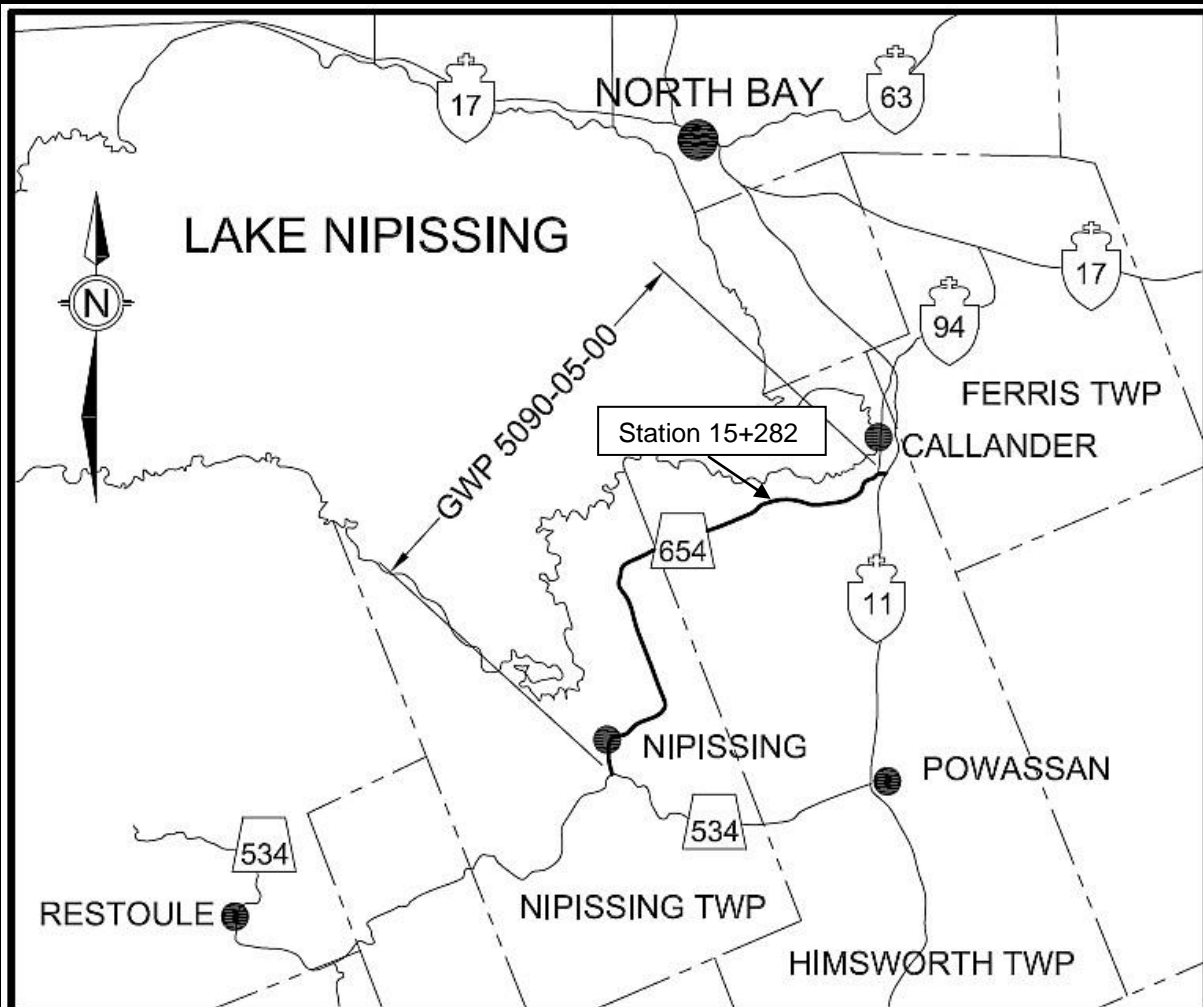 17
NORTH BAY
63
LAKE NIPISSING
N
17
94
GWP 5090-05-00
FERRIS TWP
Station 15+282
CALLANDER
654
11
NIPISSING
POWASSAN
534
534
RESTOULE
NIPISSING TWP
HIMSWORTH TWP